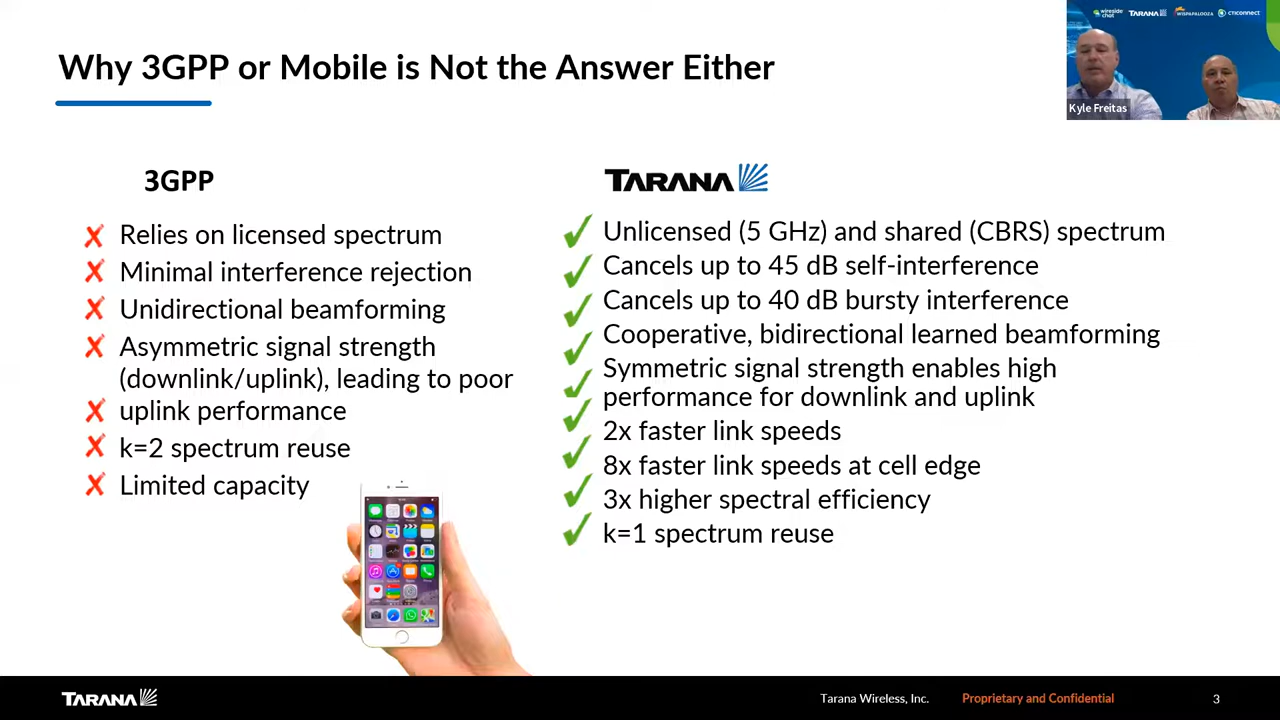 wireside chat
TARANA
WISPAPALOOZA
CTIconnect
Why 3GPP or Mobile is Not the Answer Either
Kyle Freitas
3GPP
Relies on licensed spectrum
Minimal interference rejection
Unidirectional beamforming
Asymmetric signal strength
(downlink/uplink), leading to poor
uplink performance
k=2 spectrum reuse
Limited capacity
TARANA
Unlicensed (5 GHz) and shared (CBRS) spectrum
Cancels up to 45 dB self-interference
Cancels up to 40 dB bursty interference
Cooperative, bidirectional learned beamforming
Symmetric signal strength enables high
performance for downlink and uplink
2x faster link speeds
8x faster link speeds at cell edge
3x higher spectral efficiency
k=1 spectrum reuse
TARANA
Tarana Wireless, Inc.
Proprietary and Confidential
3